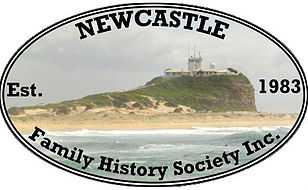 NEWCASTLE
Est. 1983
Family History Society Inc.